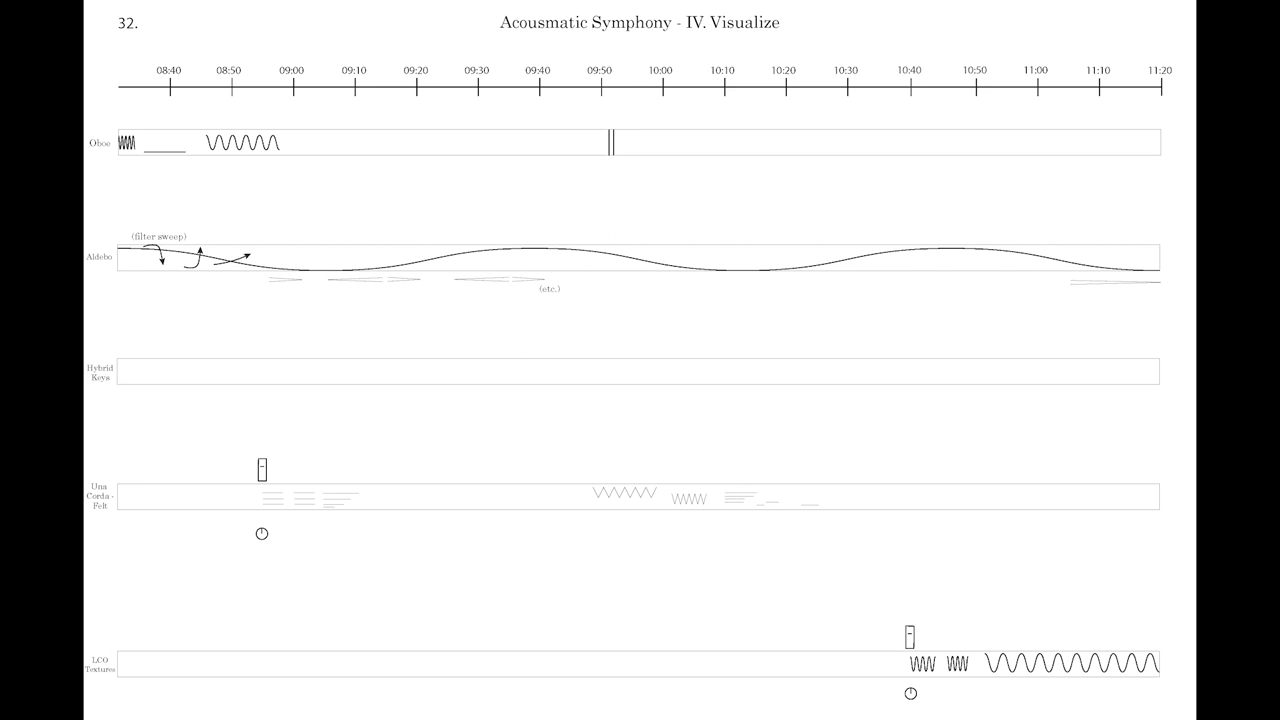 32.
Acousmatic Symphony - IV. Visualize
08:40 08:50 09:00 09:10 09:20 09:30 09:40 09:50 10:00 10:10 10:20 10:30 10:40 10:50 11:00 11:10 11:20
Oboe
(filter sweep)
Aldebo
(etc.)
Hybrid
Keys
Una
Corda -
Felt
LCO
Textures